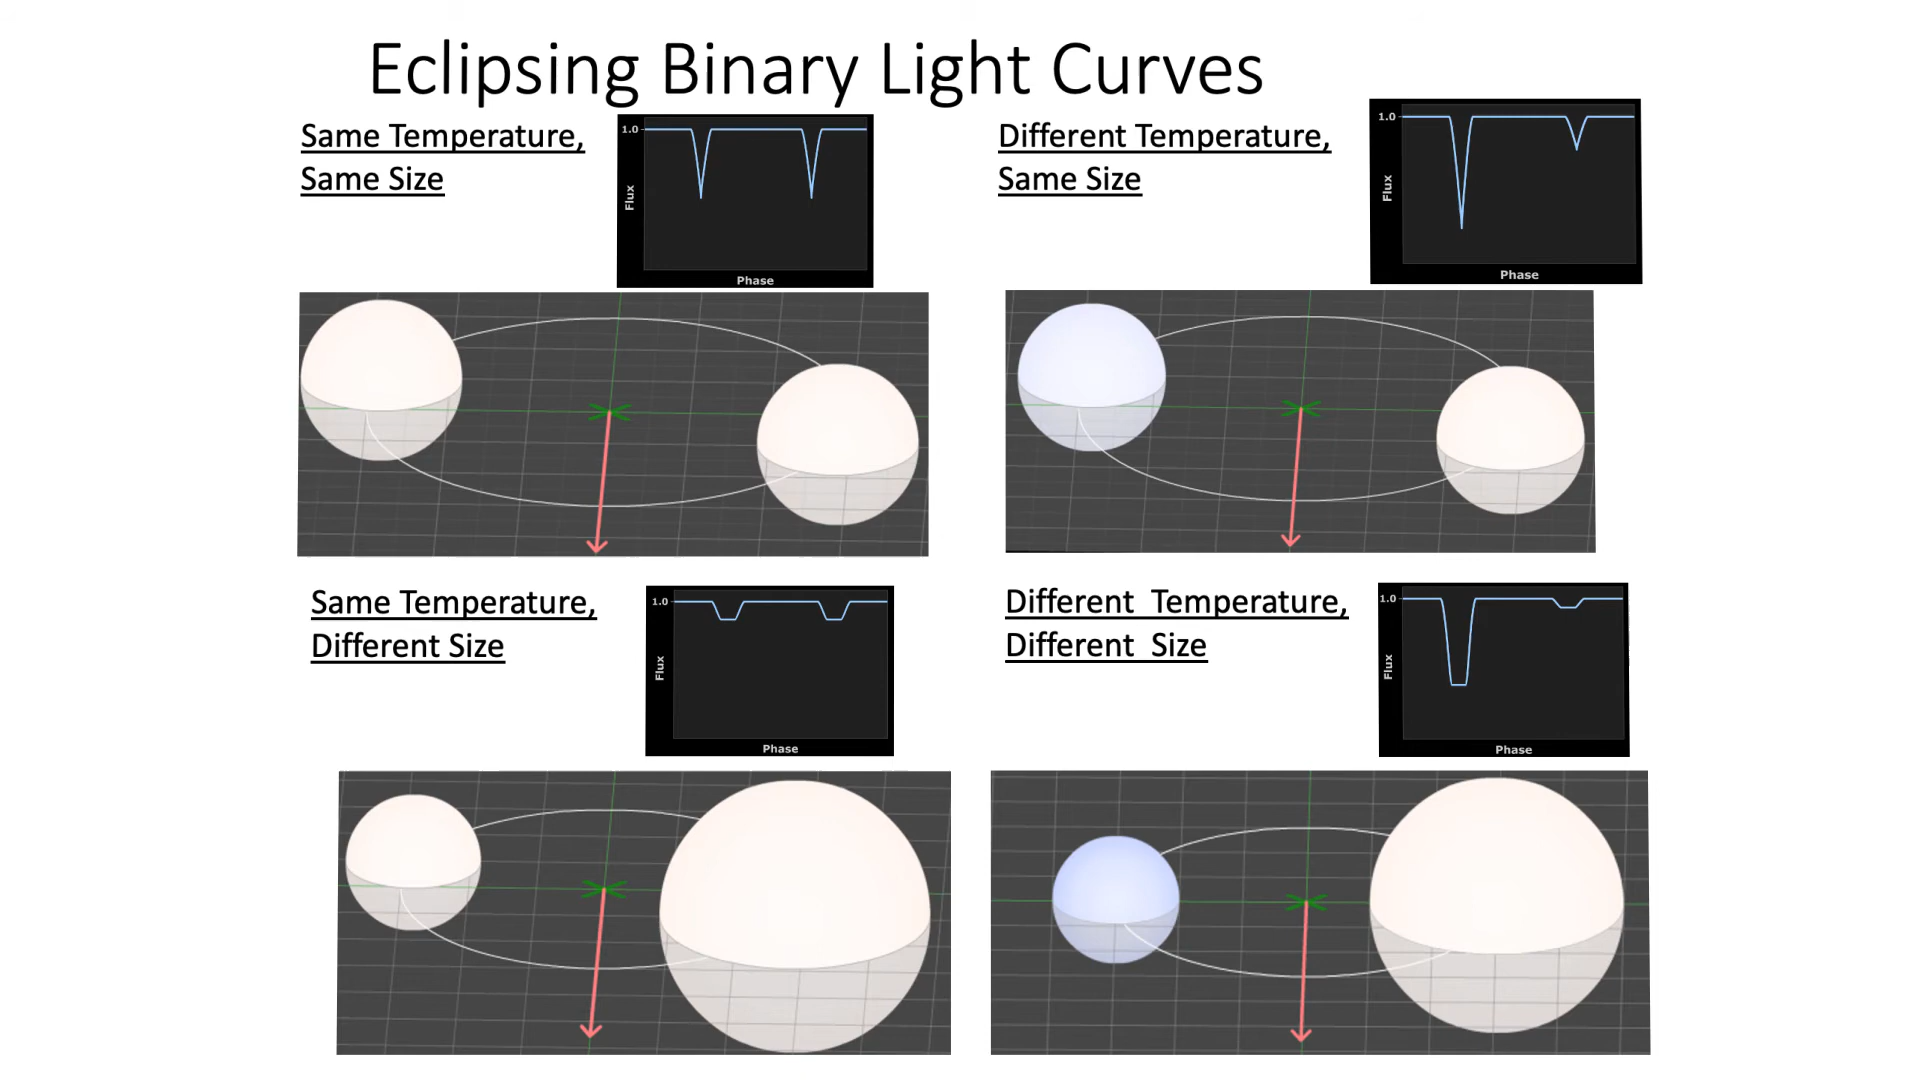 Eclipsing Binary Light Curves
Same Temperature,
Same Size
1.0
Flux
Phase
Different Temperature,
Same Size
1.0
Flux
Phase
Same Temperature,
Different Size
1.0
Flux
Phase
Different  Temperature,
Different  Size
1.0
Flux
Phase